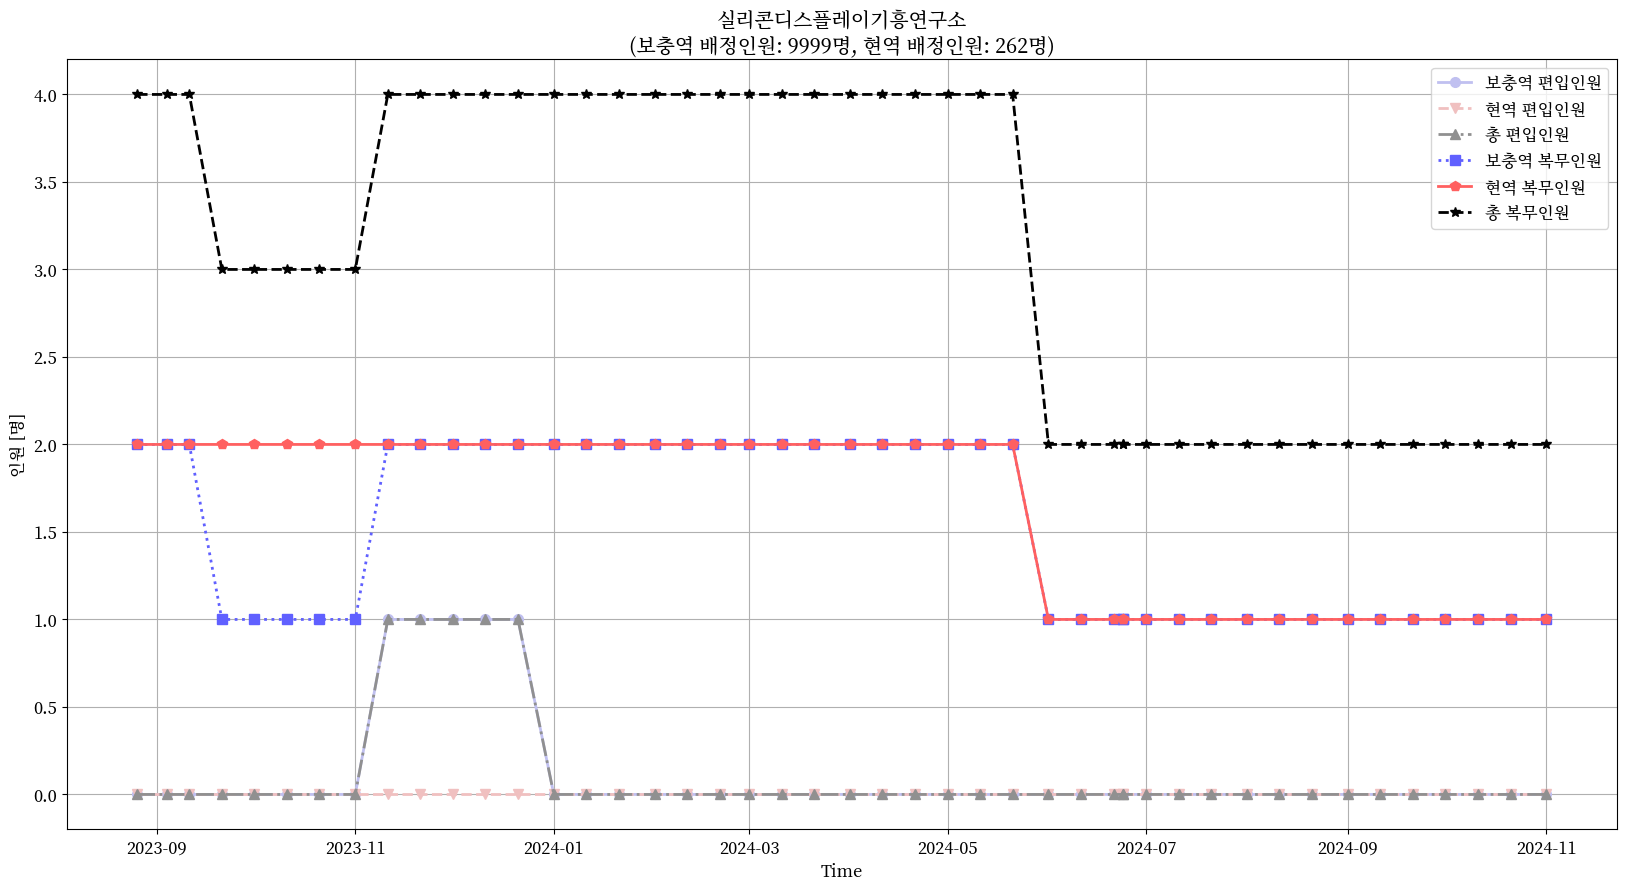 실리콘디스플레이기흥연구소
(보충역 배정인원: 9999명, 현역 배정인원: 262명)
보충역 편입인원
현역 편입인원
총 편입인원
보충역 복무인원
현역 복무인원
총 복무인원
인원 [명]
4.0
3.5
3.0
2.5
2.0
1.5
1.0
0.5
0.0
2023-09 2023-11 2024-01 2024-03 2024-05 2024-07 2024-09 2024-11
Time